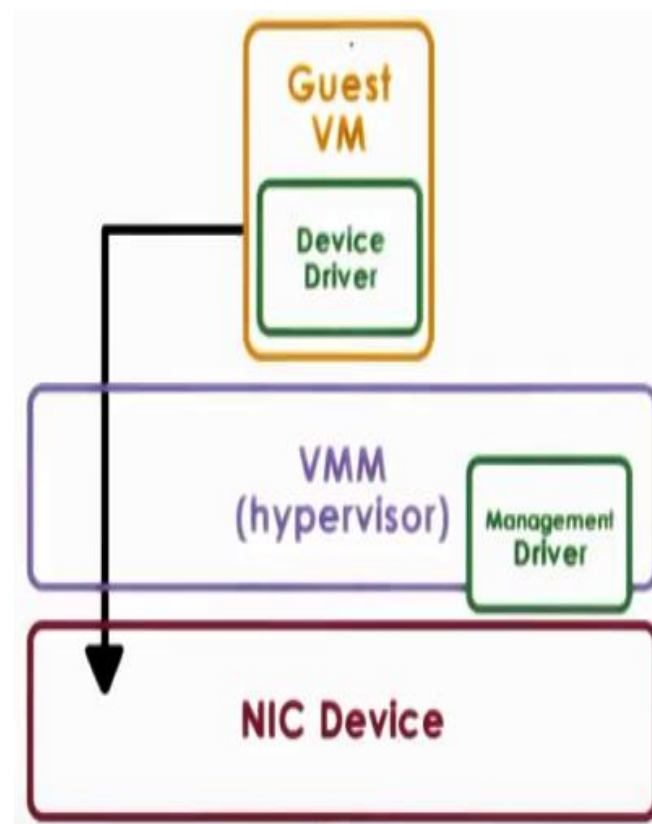 Guest
VM
Device
Driver
VMM
(hypervisor)
Management
Driver
NIC Device